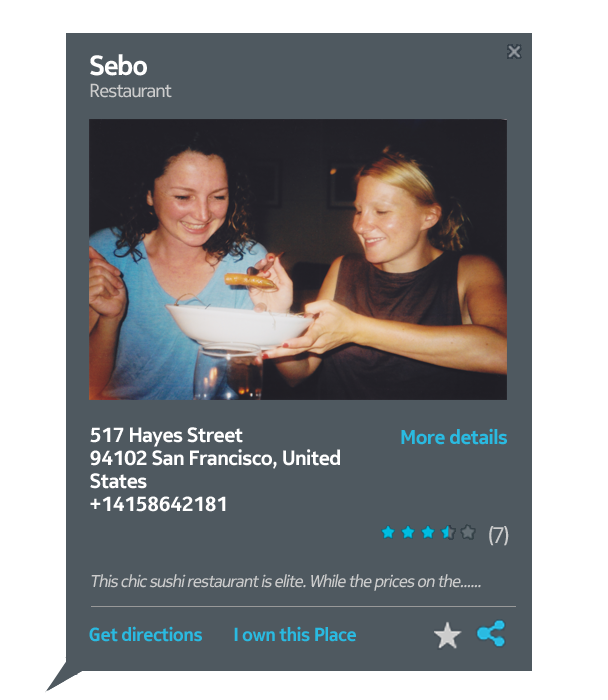 Sebo
Restaurant
517 Hayes Street
More details
94102 San Francisco, United
States
+14158642181
(7)
This chic sushi restaurant is elite. While the prices on the......
Get directions
I own this Place